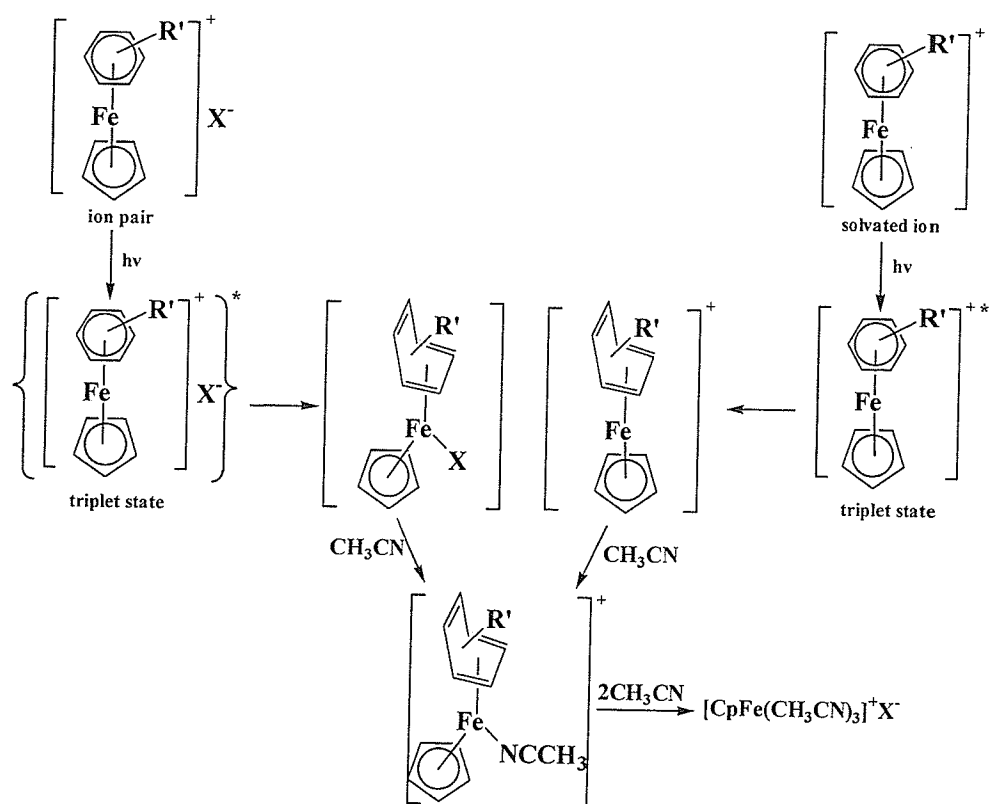 R'
+
Fe
X⁻
ion pair
hν
R'
+
*
Fe
X⁻
triplet state
R'
Fe
X
CH₃CN
R'
+
Fe
CH₃CN
R'
+
Fe
solvated ion
hν
R'
+*
Fe
triplet state
R'
+
Fe
NCCH₃
2CH₃CN
[CpFe(CH₃CN)₃]⁺X⁻